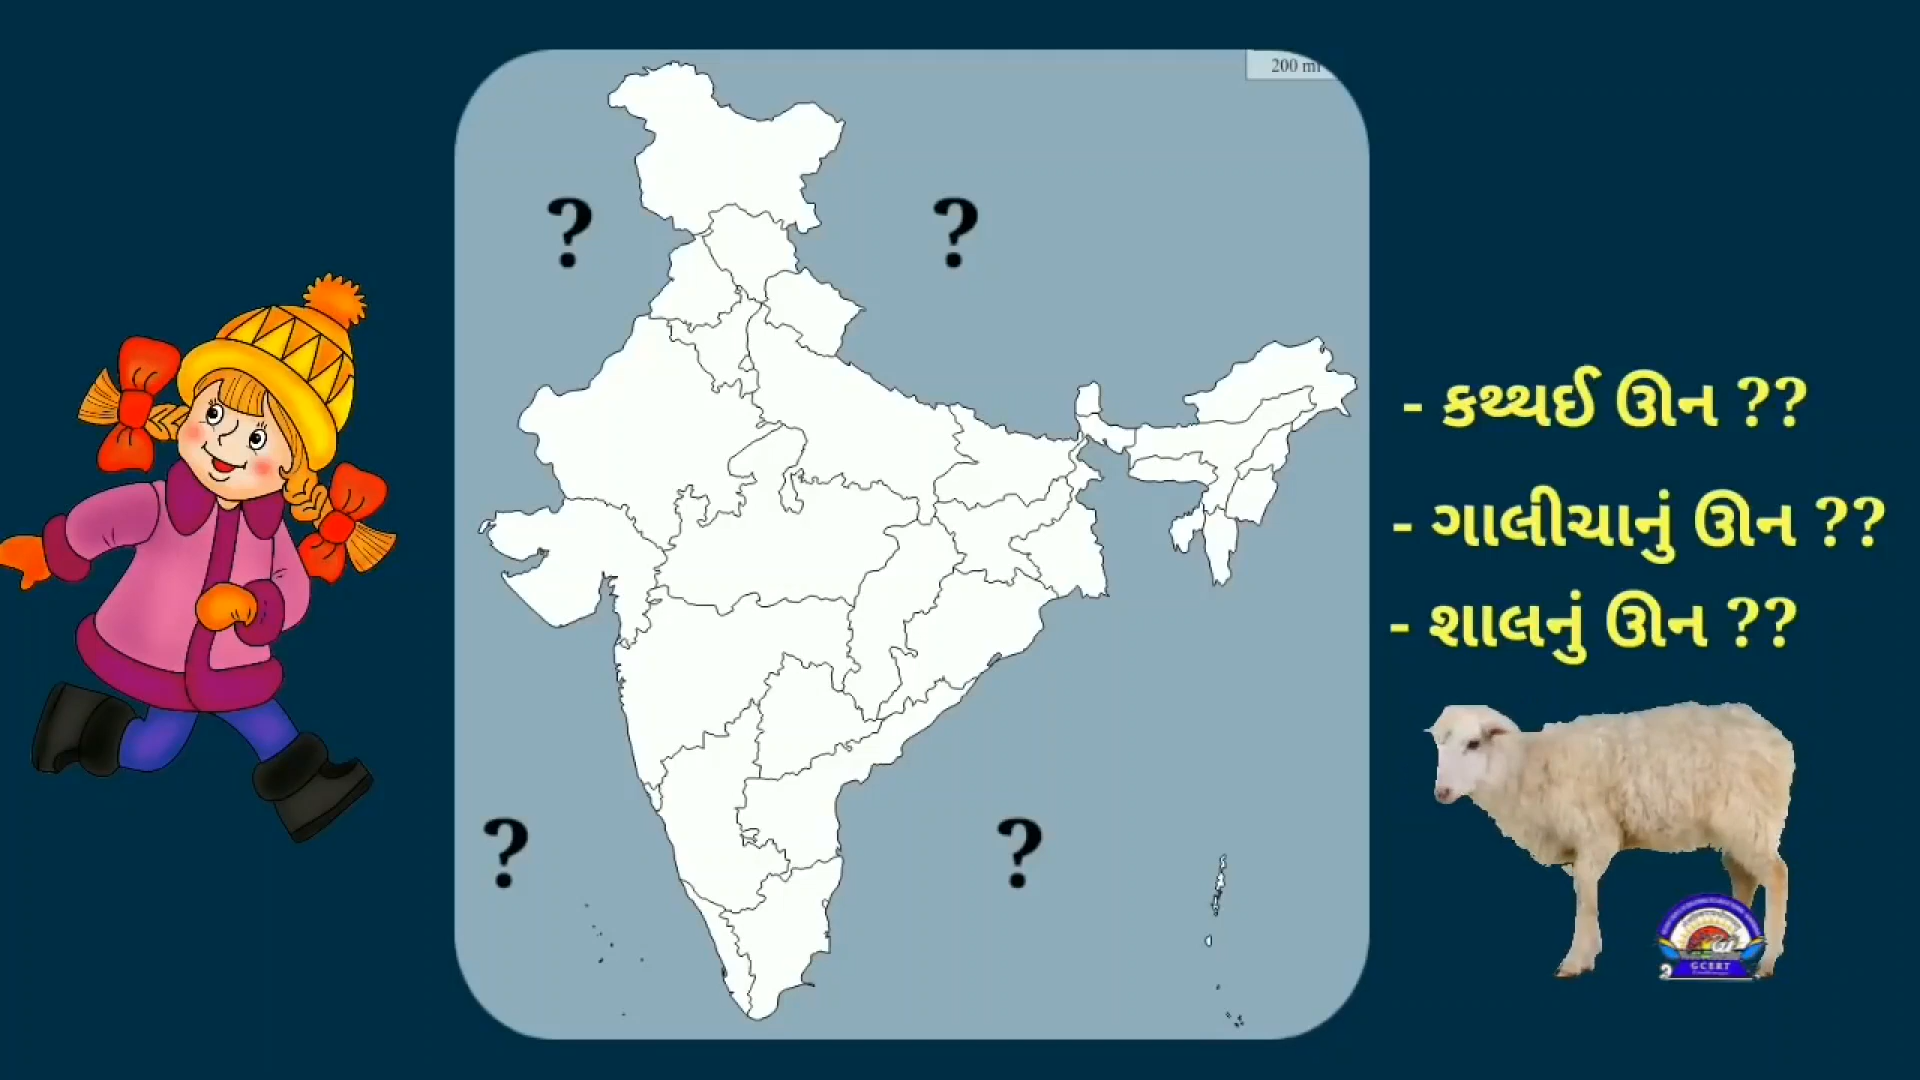 200 mi
?
?
- કથ્થઈ ઊન ??
- ગાલીચાનું ઊન ??
- શાલનું ઊન ??
?
?
GCERT